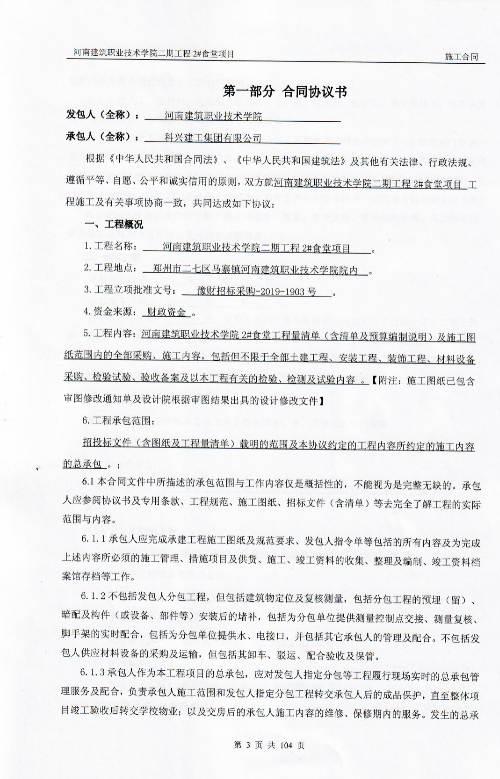 河南建筑职业技术学院二期工程 2#食堂项目 施工合同
第一部分 合同协议书
发包人（全称）： 河南建筑职业技术学院
承包人（全称）： 科兴建工集团有限公司
根据《中华人民共和国合同法》、《中华人民共和国建筑法》及其他有关法律、行政法规、
遵循平等、自愿、公平和诚实信用的原则，双方就河南建筑职业技术学院二期工程 2#食堂项目 工
程施工及有关事项协商一致，共同达成如下协议：
一、工程概况
1.工程名称： 河南建筑职业技术学院二期工程 2#食堂项目 。
2.工程地点： 郑州市二七区马寨镇河南建筑职业技术学院院内 。
3.工程立项批准文号： 豫财招标采购-2019-1903 号 。
4.资金来源： 财政资金 。
5.工程内容：河南建筑职业技术学院 2#食堂工程量清单（含清单及预算编制说明）及施工图
纸范围内的全部采购、施工内容，包括但不限于全部土建工程、安装工程、装饰工程、材料设备
采购、检验试验、验收备案及以本工程有关的检验、检测及试验内容 。【附注：施工图纸已包含
审图修改通知单及设计院根据审图结果出具的设计修改文件】
6.工程承包范围：
招投标文件（含图纸及工程量清单）载明的范围及本协议约定的工程内容所约定的施工内容
的总承包 。；
6.1 本合同文件中所描述的承包范围与工作内容仅是概括性的，不能视为是完整无缺的。承包
人应参阅协议书及专用条款、工程规范、施工图纸、招标文件（含清单）等去完全了解工程的实际
范围与内容。
6.1.1 承包人应完成承建工程施工图纸及规范要求、发包人指令单等包括的所有内容及为完成
上述内容所必须的施工管理、措施项目及供货、施工、竣工资料的收集、整理及编制、竣工资料档
案馆存档等工作。
6.1.2 不包括发包人分包工程，但包括建筑物定位及复核测量，包括分包工程的预埋（留）、
暗配及构件（或设备、部件等）安装后的堵补，包括为分包单位提供测量控制点交接、测量复核、
脚手架的实时配合，包括为分包单位提供水、电接口，并包括其它承包人的管理及配合。不包括发
包人供应材料设备的采购及运输，但包括其卸车、驳运、配合验收及保管。
6.1.3 承包人作为本工程项目的总承包，应对发包人指定分包等工程履行现场实时的总承包管
理服务及配合，负责承包人施工范围和发包人指定分包工程转交承包人后的成品保护，直至整体项
目竣工验收后转交学校物业；以及交房后的承包人施工内容的维修、保修期内的服务。发生的总承
第 3 页 共 104 页